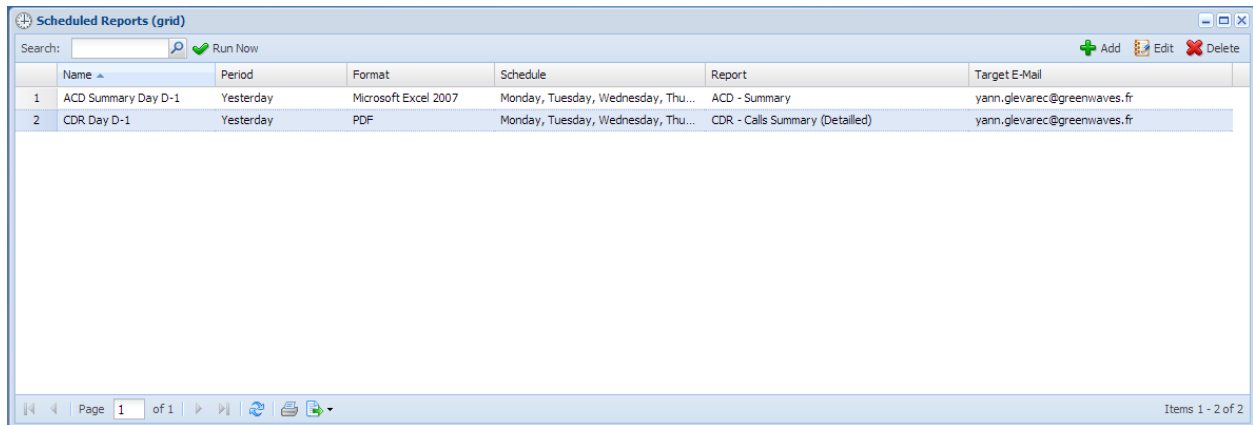 Scheduled Reports (grid)
Search: Run Now Add Edit Delete
Name Period Format Schedule Report Target E-Mail
1 ACD Summary Day D-1 Yesterday Microsoft Excel 2007 Monday, Tuesday, Wednesday, Thu... ACD - Summary yann.glevarec@greenwaves.fr
2 CDR Day D-1 Yesterday PDF Monday, Tuesday, Wednesday, Thu... CDR - Calls Summary (Detailled) yann.glevarec@greenwaves.fr
Page 1 of 1 Items 1 - 2 of 2